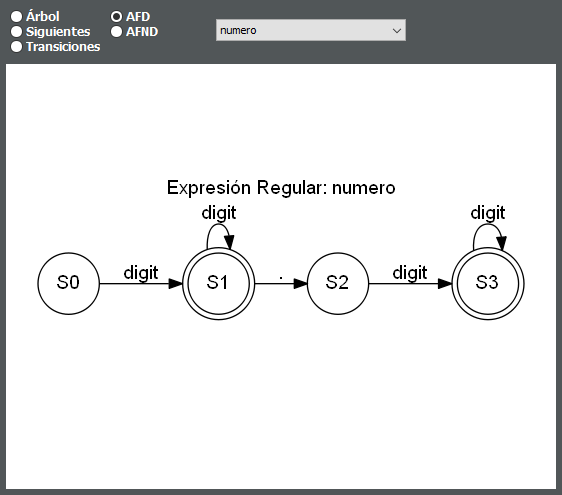 Árbol
AFD
Siguientes
AFND
Transiciones
numero
Expresión Regular: numero
digit
digit
digit
.
digit
S0
S1
S2
S3